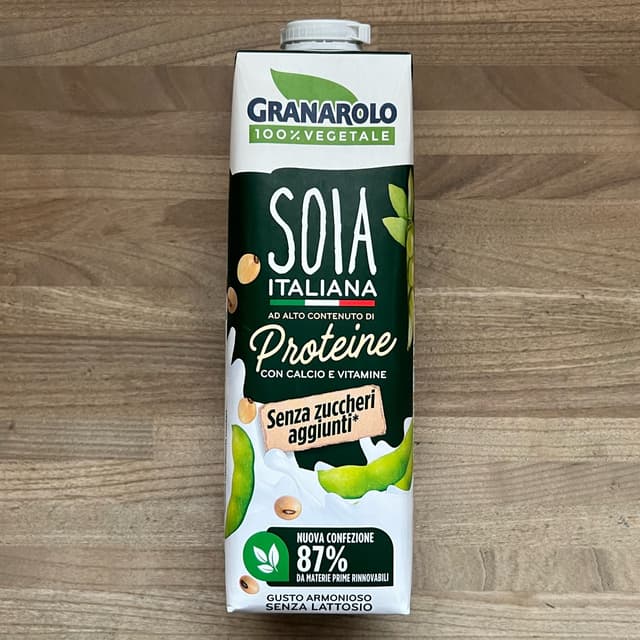 GRANAROLO
100% VEGETALE
SOIA
ITALIANA
AD ALTO CONTENUTO DI
Proteine
CON CALCIO E VITAMINE
Senza zuccheri
aggiunti*
NUOVA CONFEZIONE
87%
DA MATERIE PRIME RINNOVABILI
GUSTO ARMONIOSO
SENZA LATTOSIO